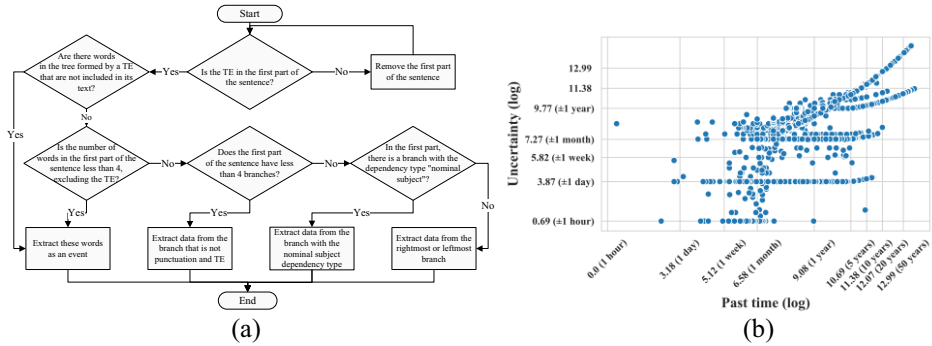 Start
Is the TE in the first part of
the sentence?
No
Remove the first part
of the sentence
Yes
Are there words
in the tree formed by a TE
that are not included in its
text?
Yes
No
Is the number of
words in the first part of the
sentence less than 4,
excluding the TE?
No
Does the first part
of the sentence have less
than 4 branches?
No
In the first part,
there is a branch with the
dependency type "nominal
subject"?
No
Yes
Yes
Yes
Extract these words
as an event
Extract data from the
branch that is not
punctuation and TE
Extract data from the
branch with the
nominal subject
dependency type
Extract data from the
rightmost or leftmost
branch
End
(a)
Uncertainty (log)
12.99
11.38
9.77 (±1 year)
7.27 (±1 month)
5.82 (±1 week)
3.87 (±1 day)
0.69 (±1 hour)
0.0 (1 hour)
3.18 (1 day)
5.12 (1 week)
6.58 (1 month)
9.08 (1 year)
10.69 (5 years)
11.38 (10 years)
12.07 (20 years)
12.99 (50 years)
Past time (log)
(b)